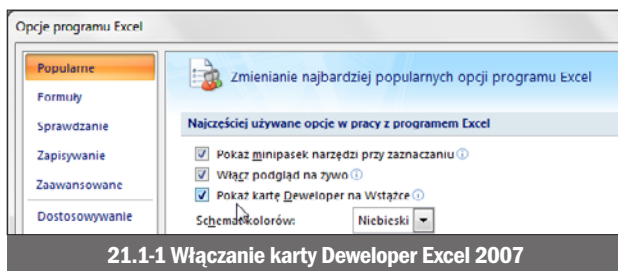 Opcje programu Excel
Popularne
Formuły
Sprawdzanie
Zapisywanie
Zaawansowane
Dostosowywanie
Zmienianie najbardziej popularnych opcji programu Excel
Najczęściej używane opcje w pracy z programem Excel
Pokaż minipasek narzędzi przy zaznaczaniu
Włącz podgląd na żywo
Pokaż kartę Deweloper na Wstążce
Schemat kolorów: Niebieski
21.1-1 Włączanie karty Deweloper Excel 2007